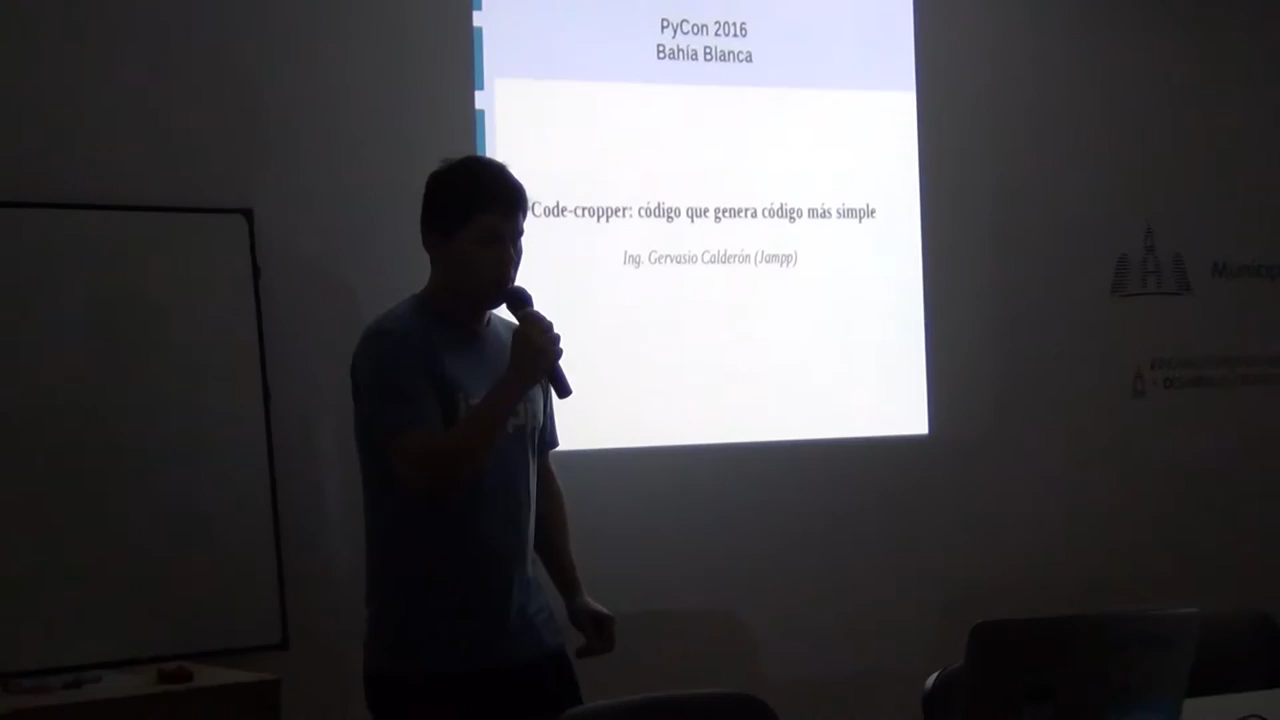 PyCon 2016
Bahía Blanca
Code-cropper: código que genera código más simple
Ing. Gervasio Calderón (Jampp)